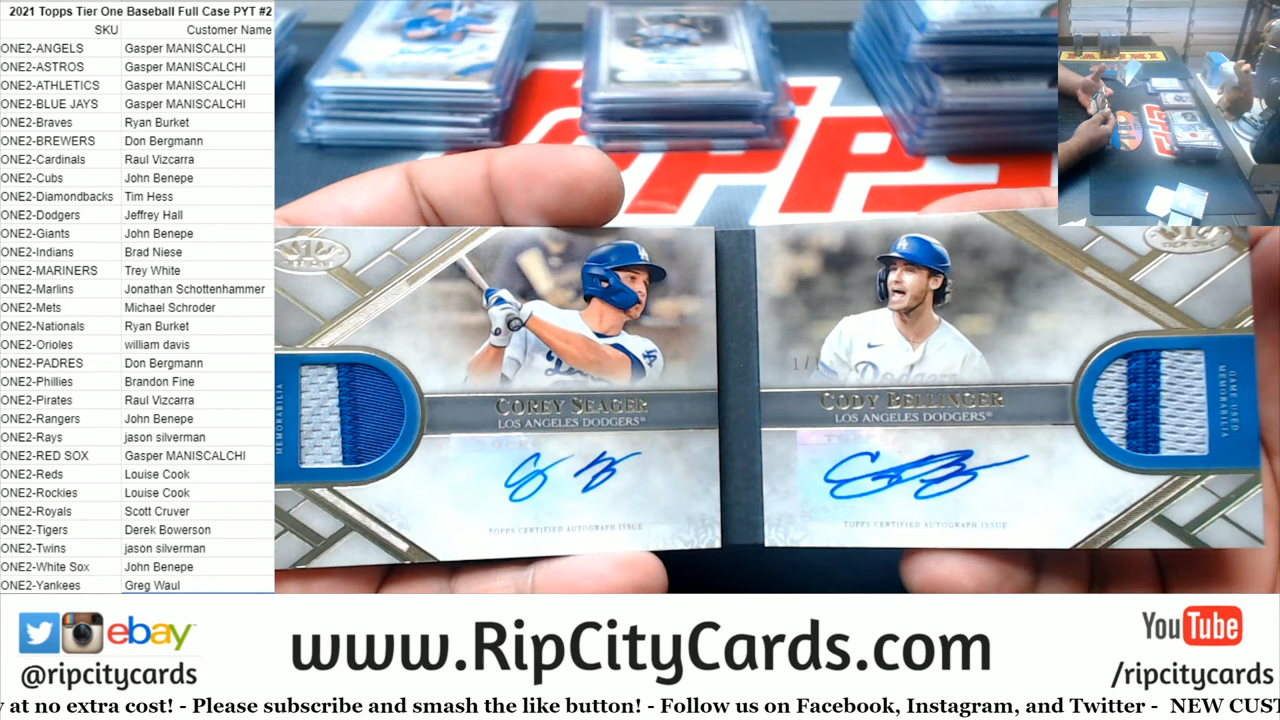 2021 Topps Tier One Baseball Full Case PYT #2
SKU Customer Name
ONE2-ANGELS Gasper MANISCALCHI
ONE2-ASTROS Gasper MANISCALCHI
ONE2-ATHLETICS Gasper MANISCALCHI
ONE2-BLUE JAYS Gasper MANISCALCHI
ONE2-Braves Ryan Burket
ONE2-BREWERS Don Bergmann
ONE2-Cardinals Raul Vizcarra
ONE2-Cubs John Benepe
ONE2-Diamondbacks Tim Hess
ONE2-Dodgers Jeffrey Hall
ONE2-Giants John Benepe
ONE2-Indians Brad Niese
ONE2-MARINERS Trey White
ONE2-Marlins Jonathan Schottenhammer
ONE2-Mets Michael Schroder
ONE2-Nationals Ryan Burket
ONE2-Orioles william davis
ONE2-PADRES Don Bergmann
ONE2-Phillies Brandon Fine
ONE2-Pirates Raul Vizcarra
ONE2-Rangers John Benepe
ONE2-Rays jason silverman
ONE2-RED SOX Gasper MANISCALCHI
ONE2-Reds Louise Cook
ONE2-Rockies Louise Cook
ONE2-Royals Scott Cruver
ONE2-Tigers Derek Bowerson
ONE2-Twins jason silverman
ONE2-White Sox John Benepe
ONE2-Yankees Greg Waul
PANINI
MEMORABILIA
COREY SEAGER
LOS ANGELES DODGERS®
TOPPS CERTIFIED AUTOGRAPH ISSUE
Dodgers
CODY BELLINGER
LOS ANGELES DODGERS®
TOPPS CERTIFIED AUTOGRAPH ISSUE
GAME USED
MEMORABILIA
ebay
@ripcitycards
www.RipCityCards.com
YouTube
/ripcitycards
at no extra cost! - Please subscribe and smash the like button! - Follow us on Facebook, Instagram, and Twitter - NEW